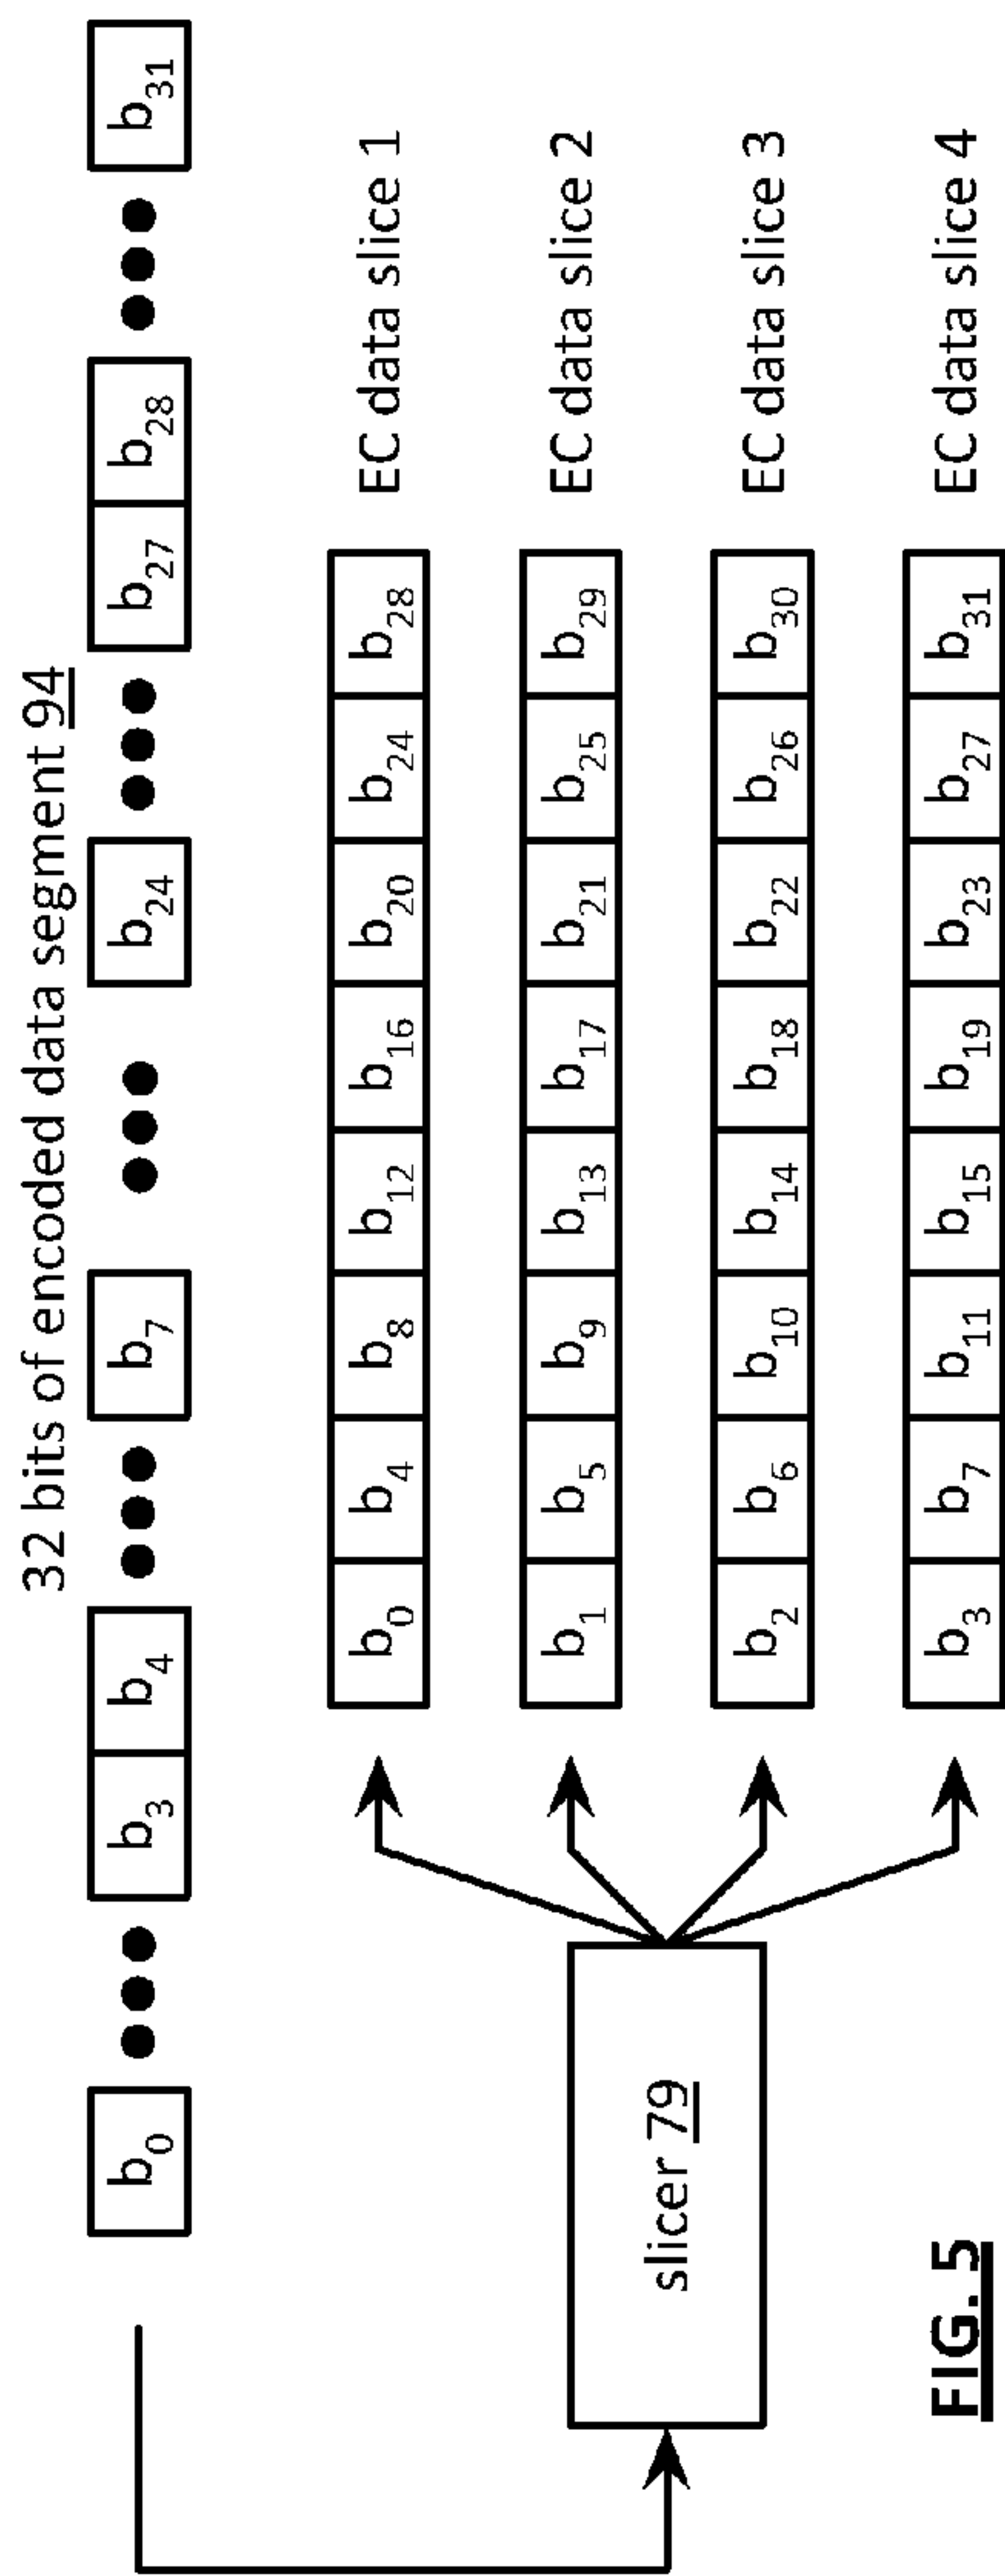 32 bits of encoded data segment 94
b0 ●●● b3 b4 ●●● b7 ●●● b24 ●●● b27 b28 ●●● b31
b0 b4 b8 b12 b16 b20 b24 b28 EC data slice 1
b1 b5 b9 b13 b17 b21 b25 b29 EC data slice 2
slicer 79
b2 b6 b10 b14 b18 b22 b26 b30 EC data slice 3
b3 b7 b11 b15 b19 b23 b27 b31 EC data slice 4
FIG. 5